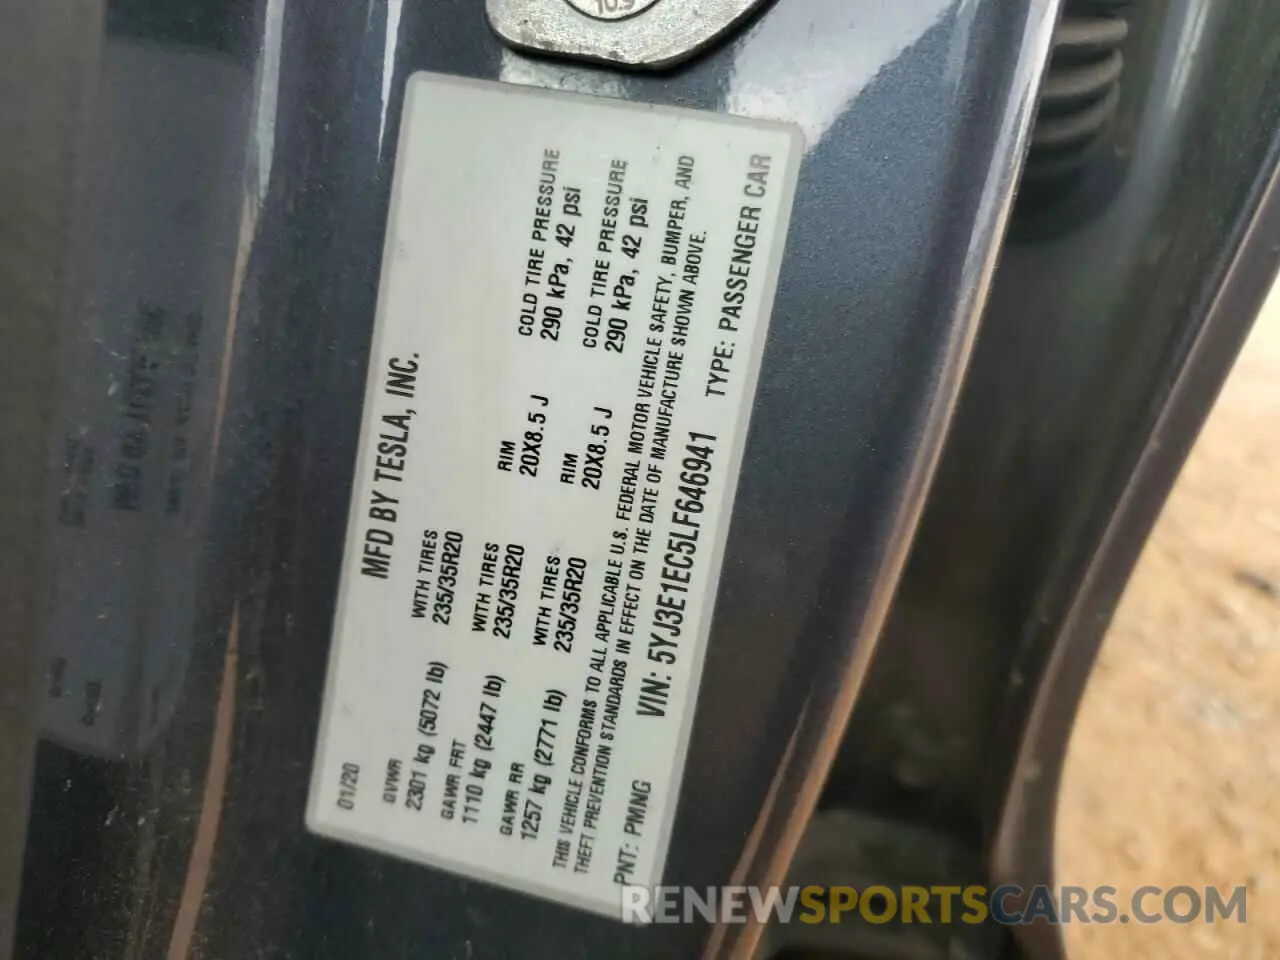 10.9
MFD BY TESLA, INC.
01/20
GVWR
2301 kg (5072 lb)
WITH TIRES
235/35R20
RIM
20X8.5 J
COLD TIRE PRESSURE
290 kPa, 42 psi
GAWR FRT
1110 kg (2447 lb)
WITH TIRES
235/35R20
RIM
20X8.5 J
COLD TIRE PRESSURE
290 kPa, 42 psi
GAWR RR
1257 kg (2771 lb)
WITH TIRES
235/35R20
THIS VEHICLE CONFORMS TO ALL APPLICABLE U.S. FEDERAL MOTOR VEHICLE SAFETY, BUMPER, AND
THEFT PREVENTION STANDARDS IN EFFECT ON THE DATE OF MANUFACTURE SHOWN ABOVE.
PNT: PMNG VIN: 5YJ3E1EC5LF646941 TYPE: PASSENGER CAR
RENEWSPORTSCARS.COM